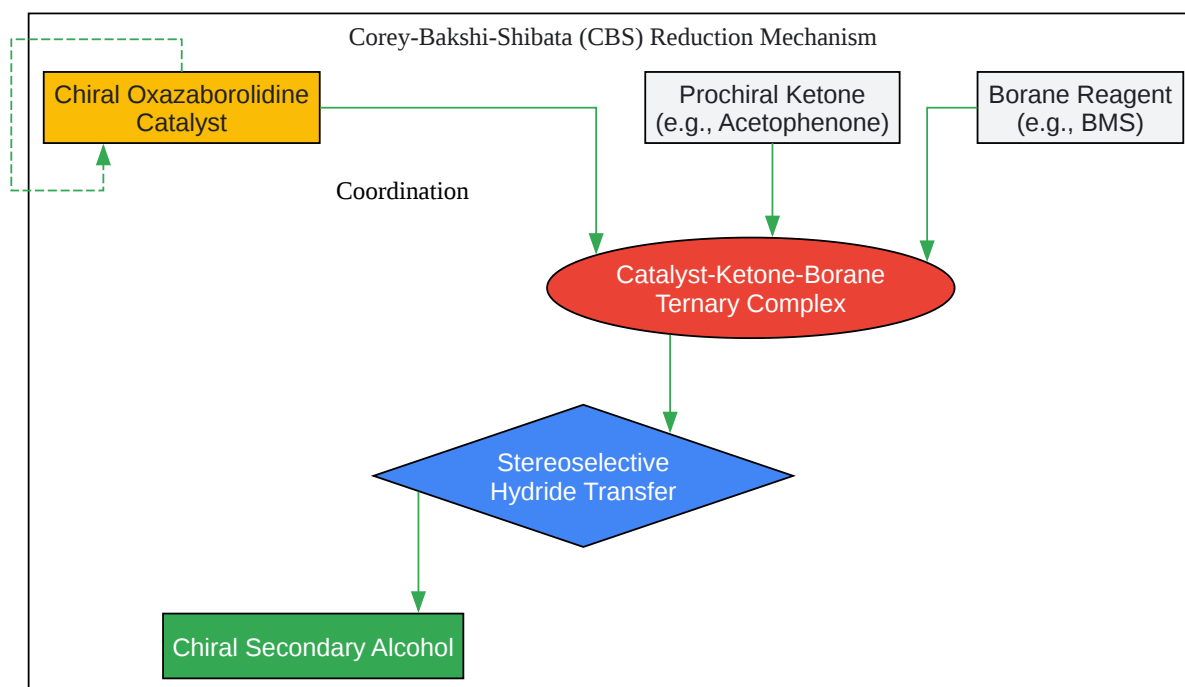 Corey-Bakshi-Shibata (CBS) Reduction Mechanism
Chiral Oxazaborolidine
Catalyst
Prochiral Ketone
(e.g., Acetophenone)
Borane Reagent
(e.g., BMS)
Coordination
Catalyst-Ketone-Borane
Ternary Complex
Stereoselective
Hydride Transfer
Chiral Secondary Alcohol